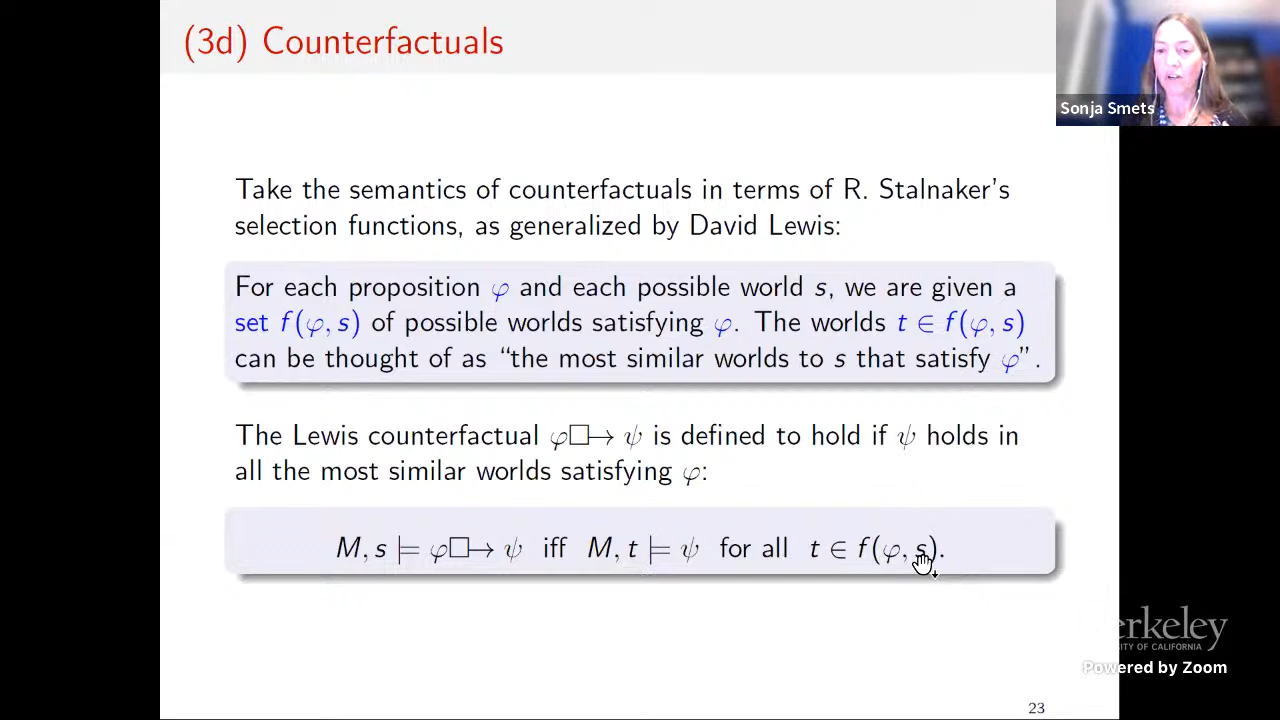 (3d) Counterfactuals
Sonja Smets
Take the semantics of counterfactuals in terms of R. Stalnaker's
selection functions, as generalized by David Lewis:
For each proposition φ and each possible world s, we are given a
set f(φ, s) of possible worlds satisfying φ. The worlds t ∈ f(φ, s)
can be thought of as “the most similar worlds to s that satisfy φ”.
The Lewis counterfactual φ□↦ ψ is defined to hold if ψ holds in
all the most similar worlds satisfying φ:
M, s ⊨ φ□↦ ψ iff M, t ⊨ ψ for all t ∈ f(φ, s).
OF CALIFORNIA
Powered by Zoom
23